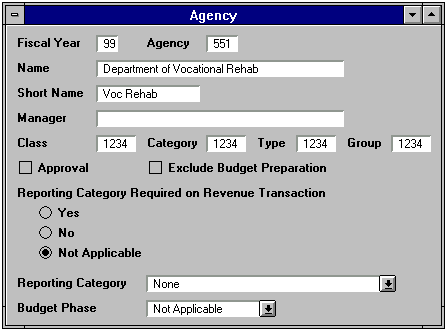 Agency
Fiscal Year 99 Agency 551
Name Department of Vocational Rehab
Short Name Voc Rehab
Manager
Class 1234 Category 1234 Type 1234 Group 1234
Approval Exclude Budget Preparation
Reporting Category Required on Revenue Transaction
Yes
No
Not Applicable
Reporting Category None
Budget Phase Not Applicable